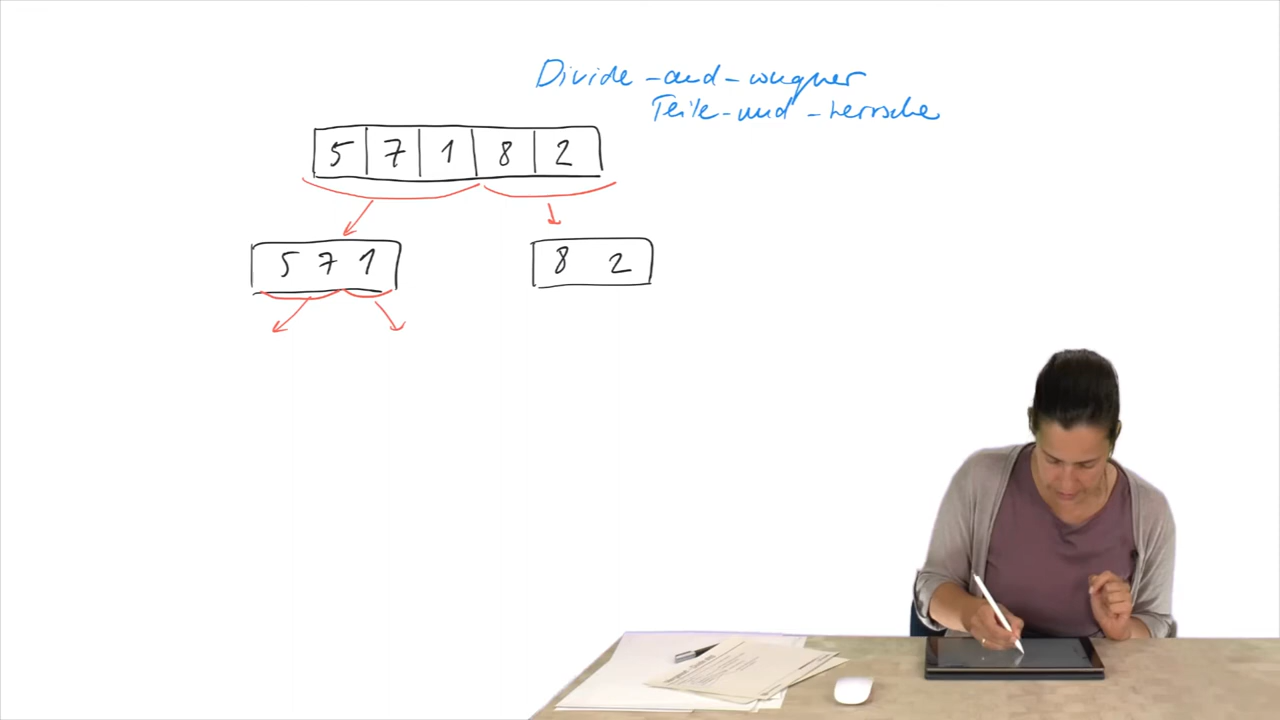 Divide-and-conquer
Teile-und-herrsche
5 7 1 8 2
5 7 1
8 2